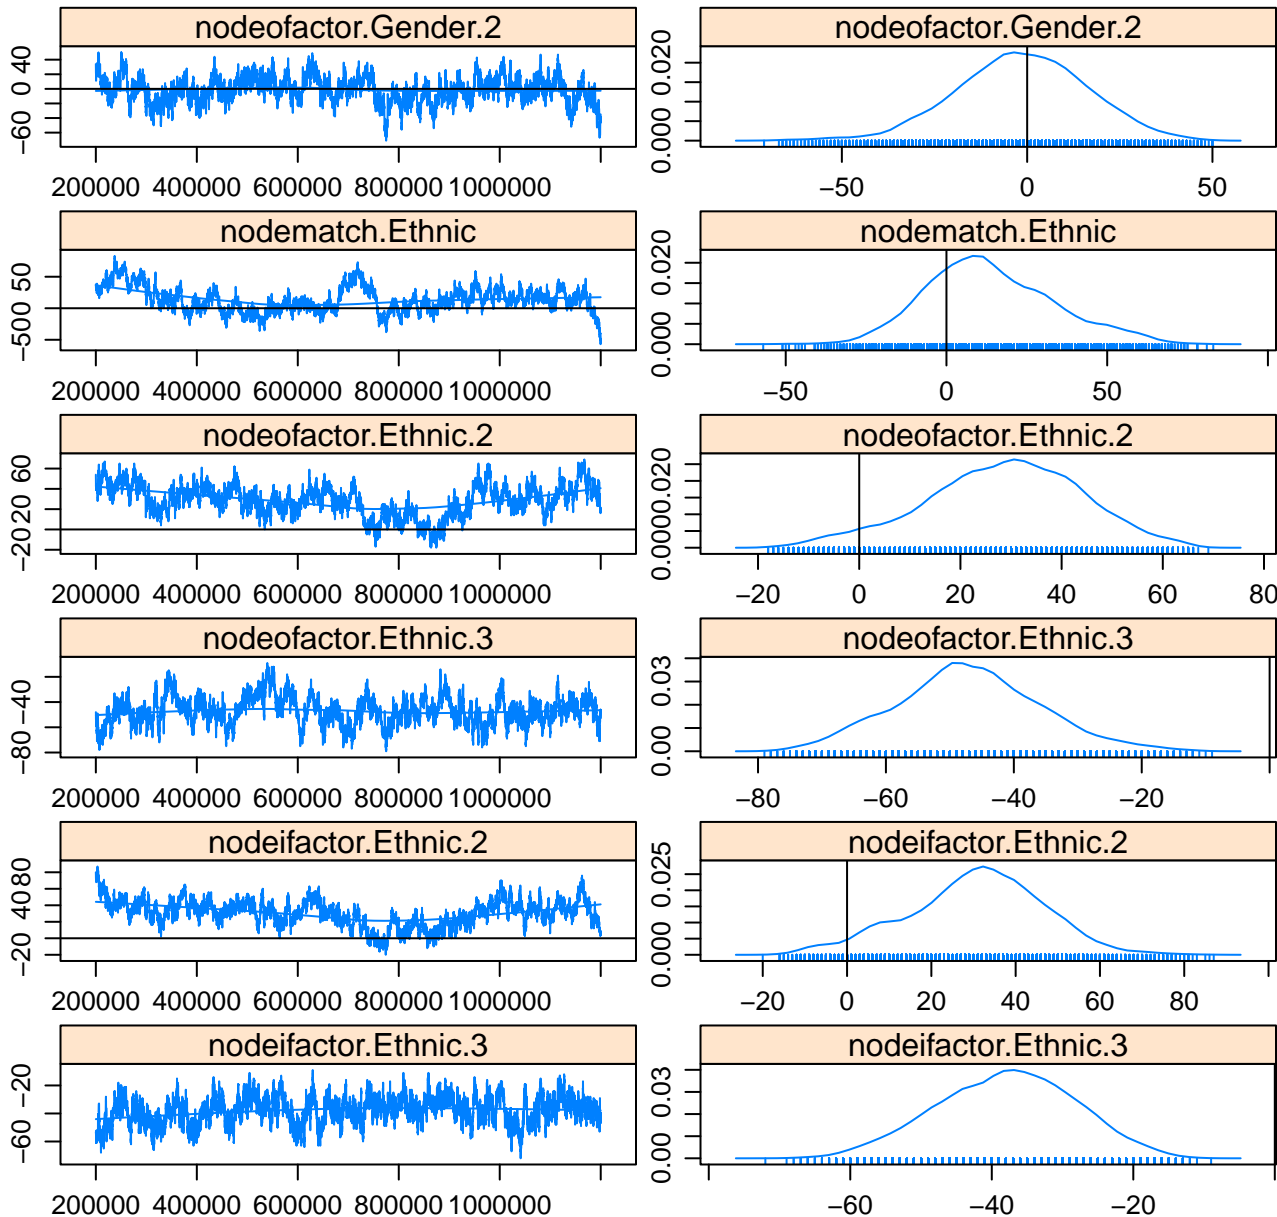 nodeofactor.Gender.2
nodeofactor.Gender.2
−60 0 40
0.000 0.020
200000 400000 600000 800000 1000000
−50 0 50
nodematch.Ethnic
nodematch.Ethnic
−50 0 50
0.000 0.020
200000 400000 600000 800000 1000000
−50 0 50
nodeofactor.Ethnic.2
nodeofactor.Ethnic.2
−20 20 60
0.000 0.020
200000 400000 600000 800000 1000000
−20 0 20 40 60 80
nodeofactor.Ethnic.3
nodeofactor.Ethnic.3
−80 −40
0.00 0.03
200000 400000 600000 800000 1000000
−80 −60 −40 −20
nodeifactor.Ethnic.2
nodeifactor.Ethnic.2
−20 40 80
0.000 0.025
200000 400000 600000 800000 1000000
−20 0 20 40 60 80
nodeifactor.Ethnic.3
nodeifactor.Ethnic.3
−60 −20
0.00 0.03
200000 400000 600000 800000 1000000
−60 −40 −20